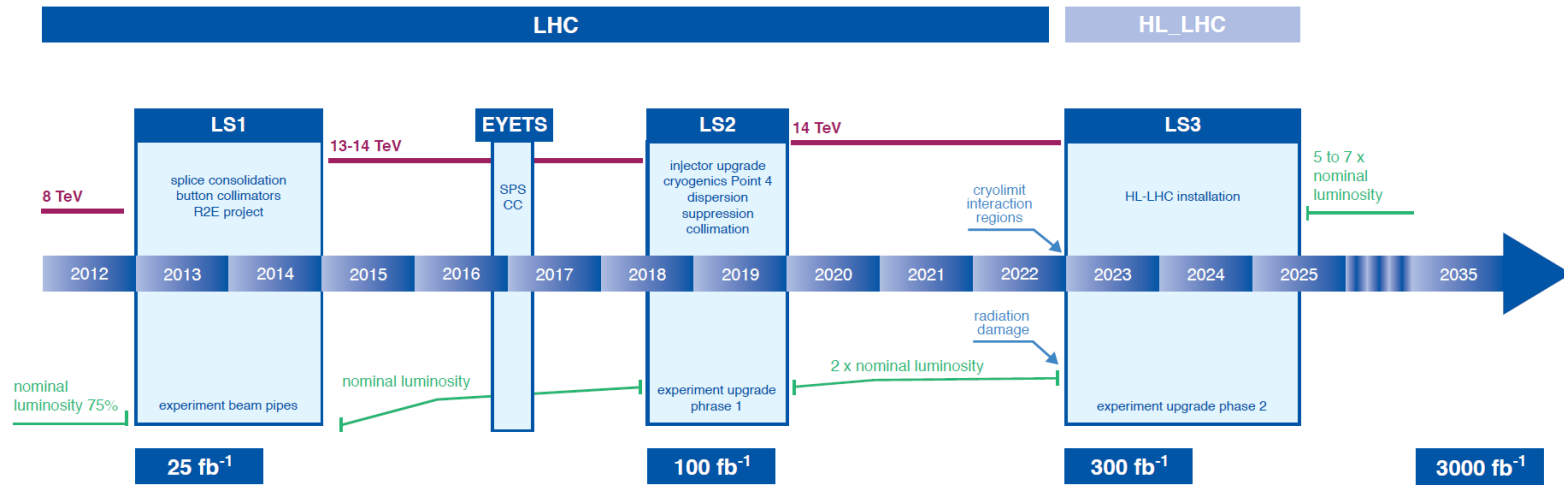 LHC
HL_LHC
LS1
EYETS
LS2
14 TeV
LS3
13-14 TeV
8 TeV
splice consolidation
button collimators
R2E project
SPS
CC
injector upgrade
cryogenics Point 4
dispersion
suppression
collimation
cryolimit
interaction
regions
HL-LHC installation
5 to 7 x
nominal
luminosity
2012
2013
2014
2015
2016
2017
2018
2019
2020
2021
2022
2023
2024
2025
2035
radiation
damage
nominal
luminosity 75%
experiment beam pipes
nominal luminosity
experiment upgrade
phrase 1
2 x nominal luminosity
experiment upgrade phase 2
25 fb⁻¹
100 fb⁻¹
300 fb⁻¹
3000 fb⁻¹